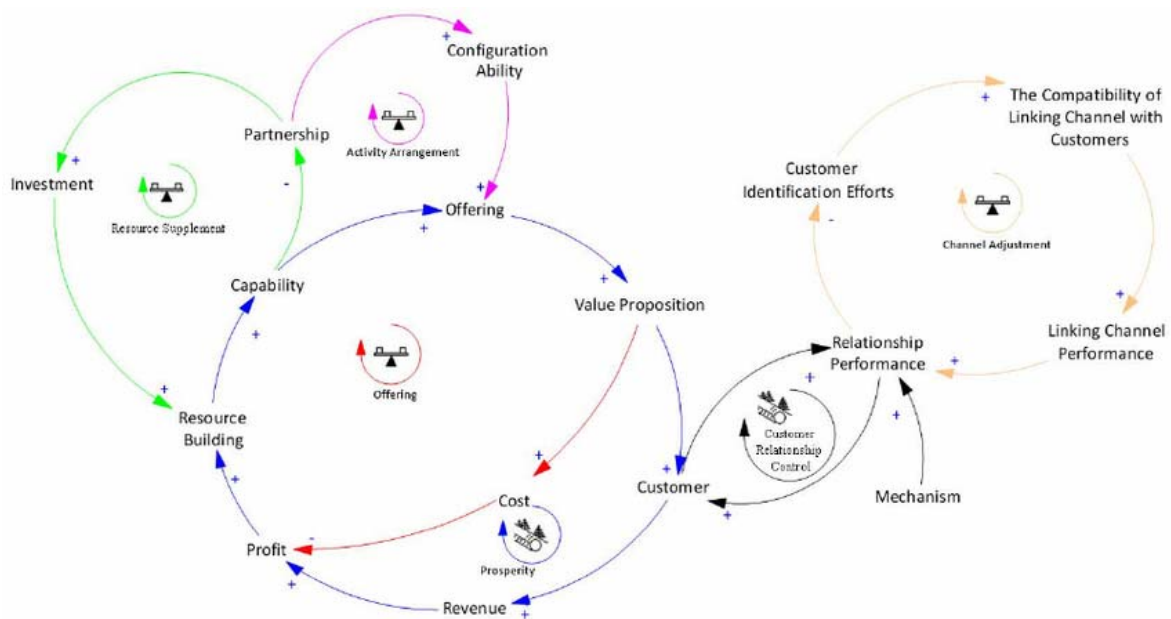 +
Configuration
Ability
Partnership
Activity Arrangement
+
The Compatibility of
Linking Channel with
Customers
+
Investment
-
Resource Supplement
Customer
Identification Efforts
-
Channel Adjustment
+
Offering
+
Capability
+
+
Value Proposition
+
Linking Channel
Performance
Relationship
Performance
+
+
+
Offering
+
Resource
Building
Customer
Relationship
Control
+
+
+
+
+
Cost
Customer
Mechanism
+
-
Profit
Prosperity
+
Revenue
+